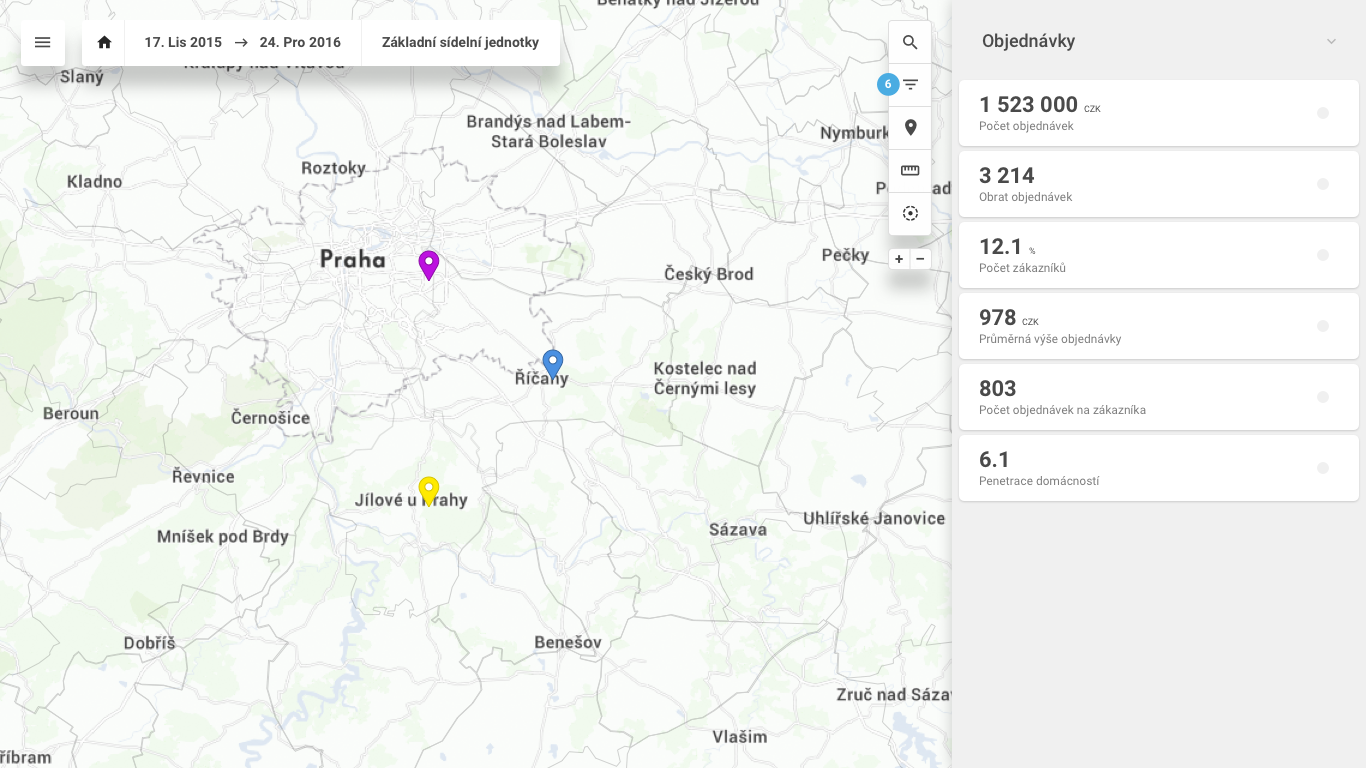 17. Lis 2015 → 24. Pro 2016
Základní sídelní jednotky
6
+ −
Benátky nad Jizerou
Slaný
Kralupy nad Vltavou
Brandýs nad Labem-
Stará Boleslav
Nymburk
Roztoky
Kladno
Praha
Český Brod
Pečky
Říčany
Kostelec nad
Černými lesy
Beroun
Černošice
Řevnice
Jílové u Prahy
Mníšek pod Brdy
Sázava
Uhlířské Janovice
Dobříš
Benešov
Zruč nad Sáza
Vlašim
říbram
Objednávky
1 523 000 CZK
Počet objednávek
3 214
Obrat objednávek
12.1 %
Počet zákazníků
978 CZK
Průměrná výše objednávky
803
Počet objednávek na zákazníka
6.1
Penetrace domácností